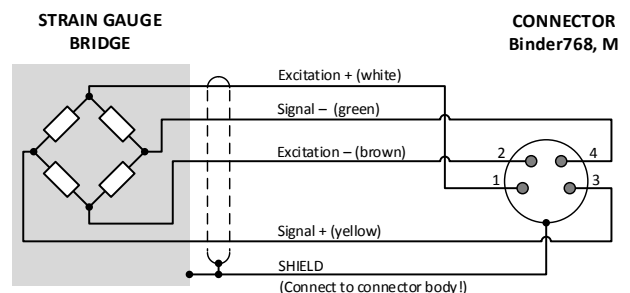 STRAIN GAUGE
BRIDGE
CONNECTOR
Binder768, M
Excitation + (white)
Signal – (green)
Excitation – (brown)
2
4
1
3
Signal + (yellow)
SHIELD
(Connect to connector body!)